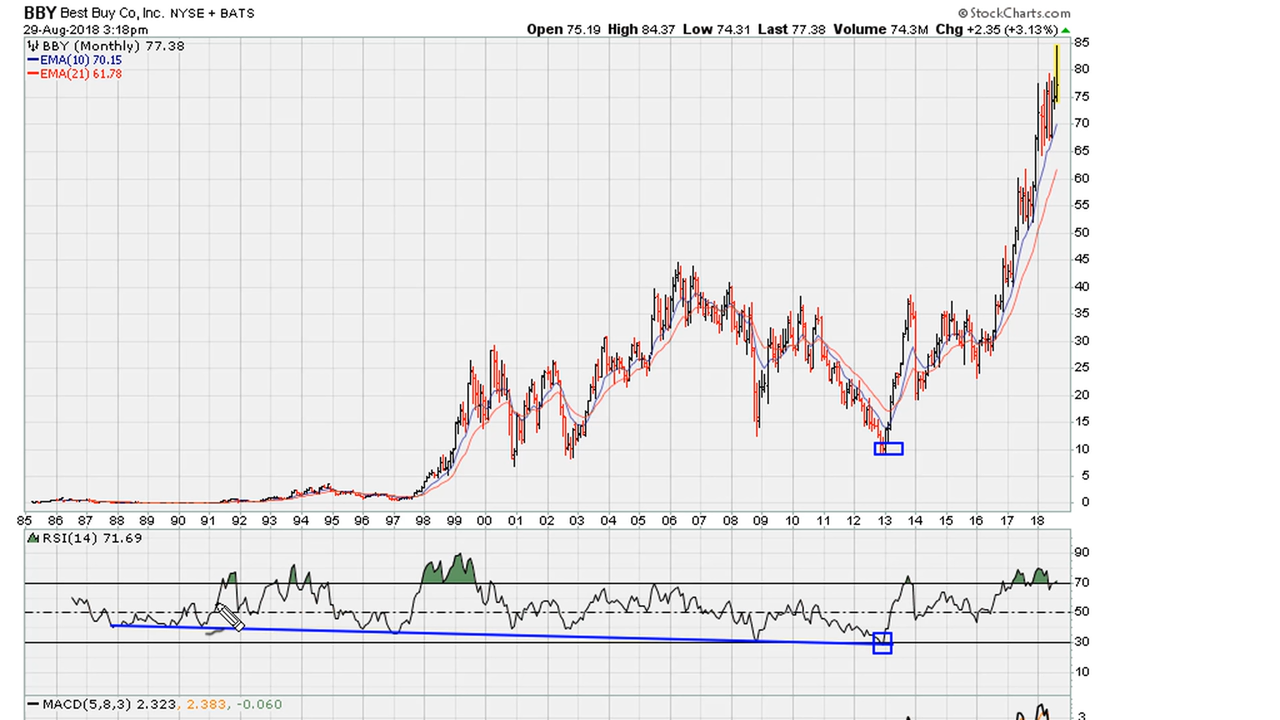 BBY Best Buy Co, Inc. NYSE + BATS
© StockCharts.com
29-Aug-2018 3:18pm
Open 75.19 High 84.37 Low 74.31 Last 77.38 Volume 74.3M Chg +2.35 (+3.13%)
BBY (Monthly) 77.38
EMA(10) 70.15
EMA(21) 61.78
85
80
75
70
65
60
55
50
45
40
35
30
25
20
15
10
5
0
85 86 87 88 89 90 91 92 93 94 95 96 97 98 99 00 01 02 03 04 05 06 07 08 09 10 11 12 13 14 15 16 17 18
RSI(14) 71.69
90
70
50
30
10
MACD(5,8,3) 2.323, 2.383, -0.060
3